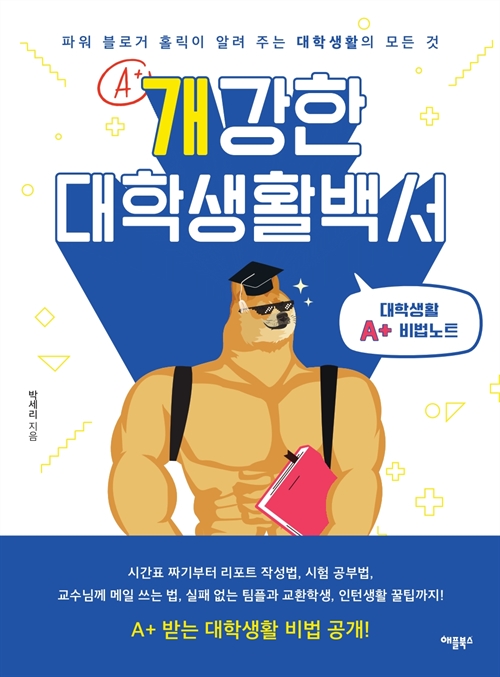 파워 블로거 홀릭이 알려 주는 대학생활의 모든 것
A+
개강한
대학생활백서
대학생활
A+ 비법노트
박세리 지음
시간표 짜기부터 리포트 작성법, 시험 공부법,
교수님께 메일 쓰는 법, 실패 없는 팀플과 교환학생, 인턴생활 꿀팁까지!
A+ 받는 대학생활 비법 공개!
애플북스